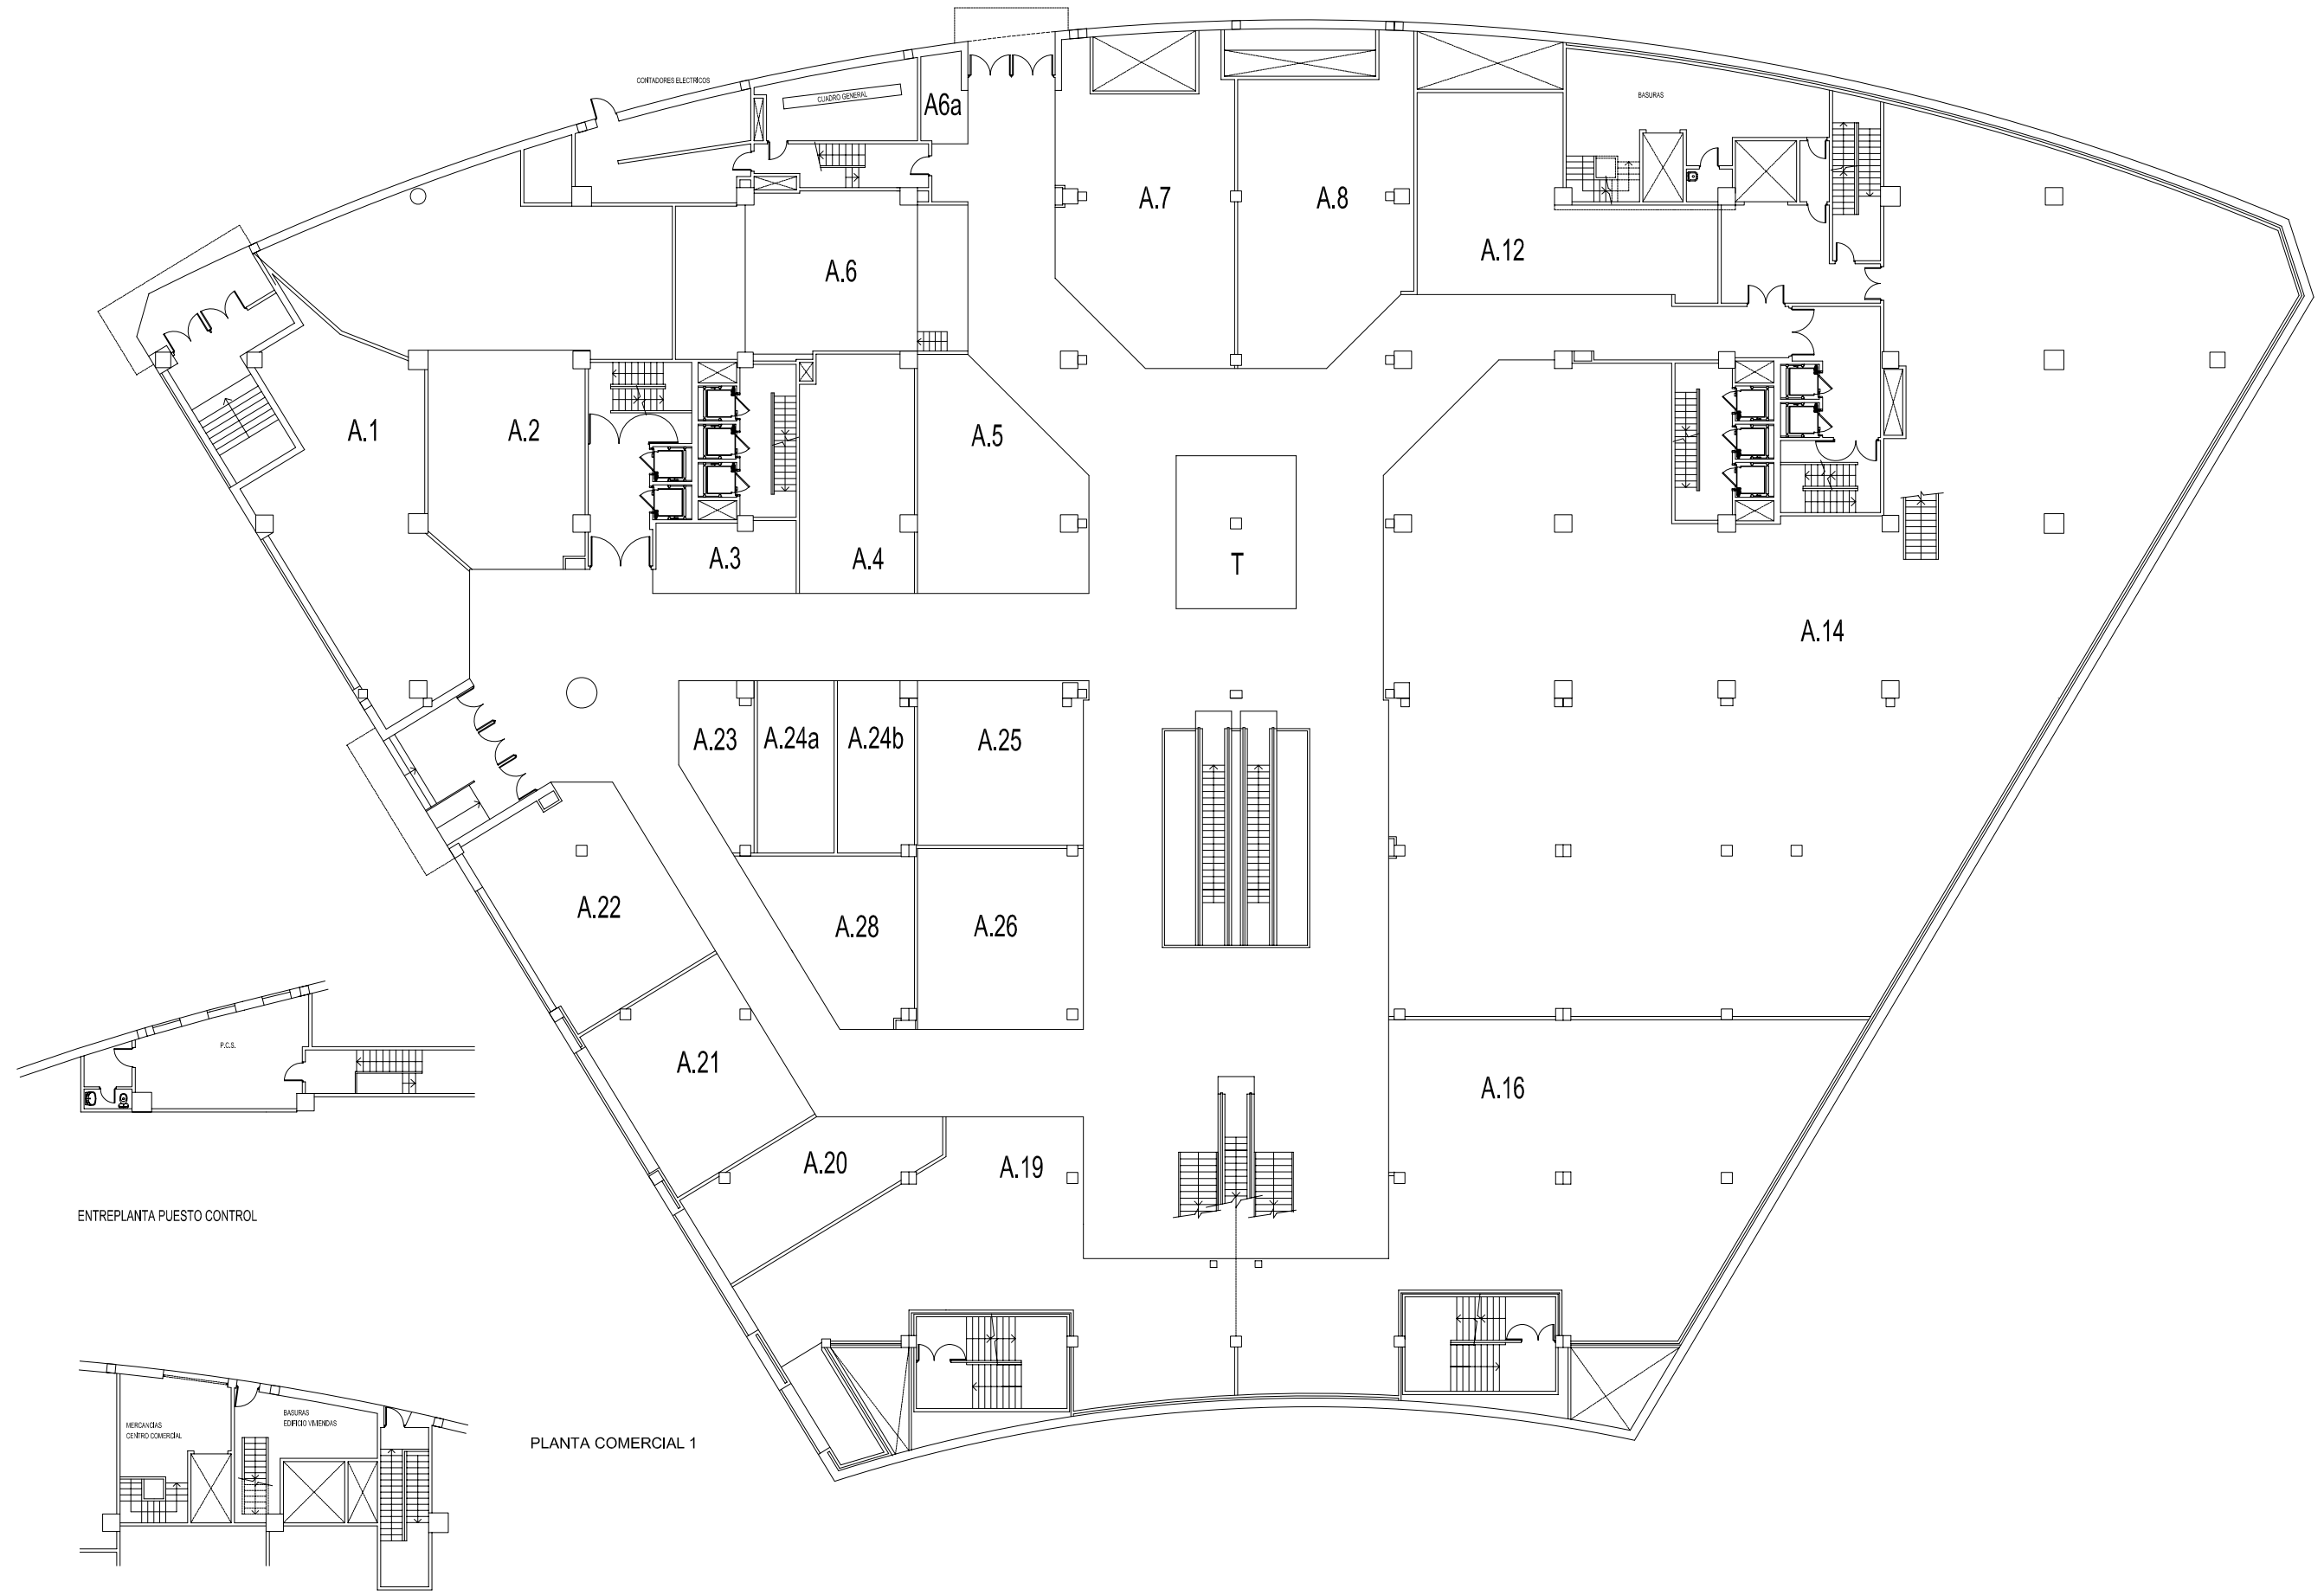 CONTADORES ELECTRICOS
CUADRO GENERAL
A6a
BASURAS
A.7
A.8
A.12
A.6
A.1
A.2
A.5
A.3
A.4
T
A.14
A.23
A.24a
A.24b
A.25
A.22
A.28
A.26
P.C.S.
A.21
A.16
A.20
A.19
ENTREPLANTA PUESTO CONTROL
MERCANCIAS
CENTRO COMERCIAL
BASURAS
EDIFICIO VIVIENDAS
PLANTA COMERCIAL 1